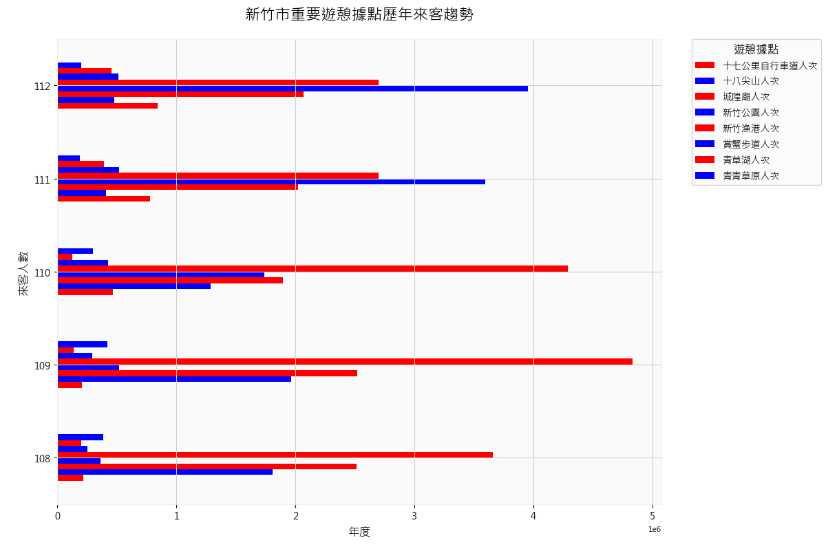 新竹市重要遊憩據點歷年來客趨勢
遊憩據點
十七公里自行車道人次
十八尖山人次
城隍廟人次
新竹公園人次
新竹漁港人次
賞蟹步道人次
青草湖人次
青青草原人次
來客人數
112
111
110
109
108
0 1 2 3 4 5
1e6
年度